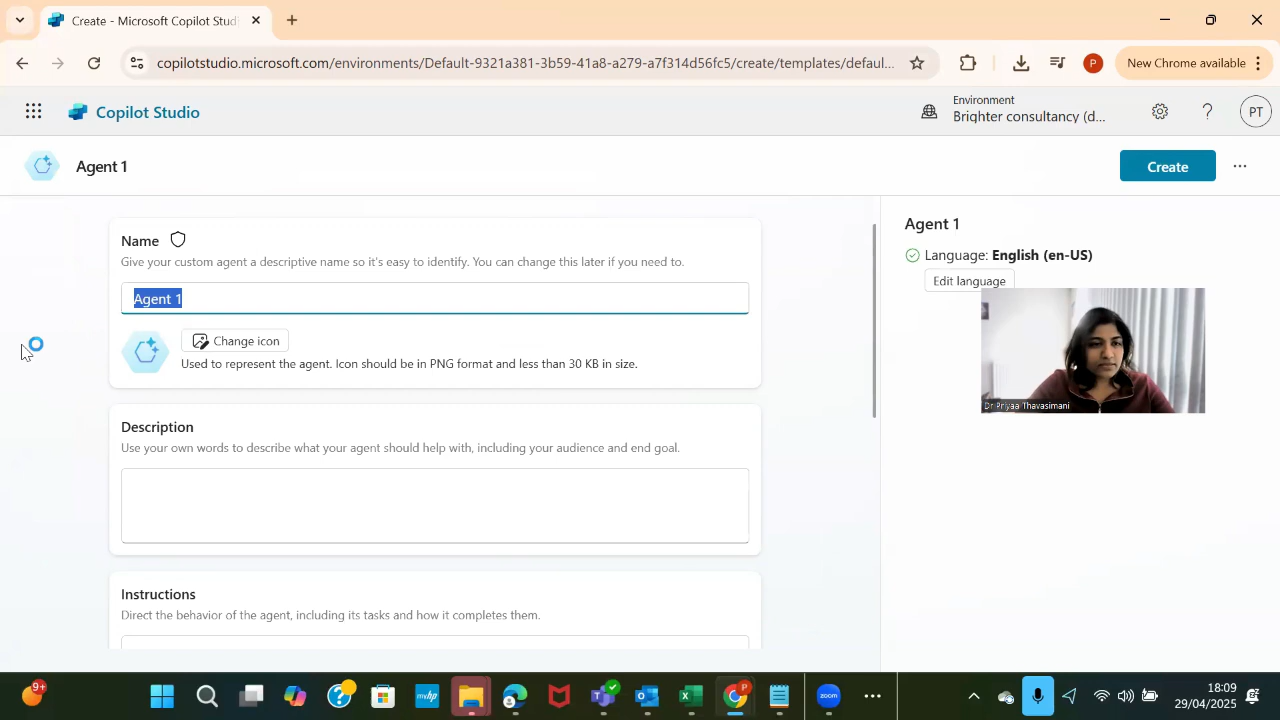 Create - Microsoft Copilot Studi
copilotstudio.microsoft.com/environments/Default-9321a381-3b59-41a8-a279-a7f314d56fc5/create/templates/defaul...
P
New Chrome available
Copilot Studio
Environment
Brighter consultancy (d...
PT
Agent 1
Create
Name
Give your custom agent a descriptive name so it's easy to identify. You can change this later if you need to.
Agent 1
Change icon
Used to represent the agent. Icon should be in PNG format and less than 30 KB in size.
Description
Use your own words to describe what your agent should help with, including your audience and end goal.
Instructions
Direct the behavior of the agent, including its tasks and how it completes them.
Agent 1
Language: English (en-US)
Edit language
Dr Priyaa Thavasimani
9+
myhp
P
zoom
18:09
29/04/2025